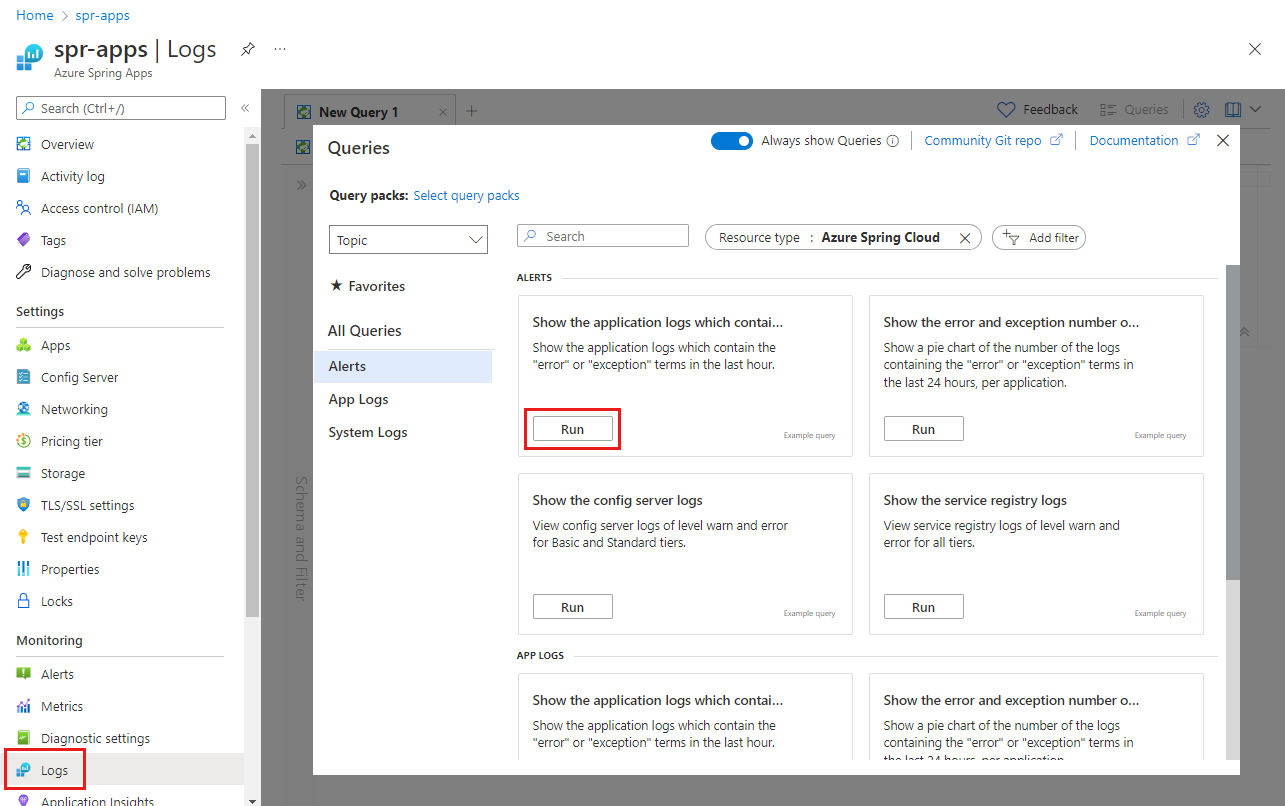 Home > spr-apps
spr-apps | Logs
Azure Spring Apps
Search (Ctrl+/)
Overview
Activity log
Access control (IAM)
Tags
Diagnose and solve problems
Settings
Apps
Config Server
Networking
Pricing tier
Storage
TLS/SSL settings
Test endpoint keys
Properties
Locks
Monitoring
Alerts
Metrics
Diagnostic settings
Logs
Application Insights
New Query 1
Feedback
Queries
Schema and Filter
Queries
Always show Queries
Community Git repo
Documentation
Query packs: Select query packs
Topic
Search
Resource type : Azure Spring Cloud
Add filter
Favorites
All Queries
Alerts
App Logs
System Logs
ALERTS
Show the application logs which contai...
Show the application logs which contain the
"error" or "exception" terms in the last hour.
Run
Example query
Show the error and exception number o...
Show a pie chart of the number of the logs
containing the "error" or "exception" terms in
the last 24 hours, per application.
Run
Example query
Show the config server logs
View config server logs of level warn and error
for Basic and Standard tiers.
Run
Example query
Show the service registry logs
View service registry logs of level warn and
error for all tiers.
Run
Example query
APP LOGS
Show the application logs which contai...
Show the application logs which contain the
"error" or "exception" terms in the last hour.
Show the error and exception number o...
Show a pie chart of the number of the logs
containing the "error" or "exception" terms in
the last 24 hours, per application.